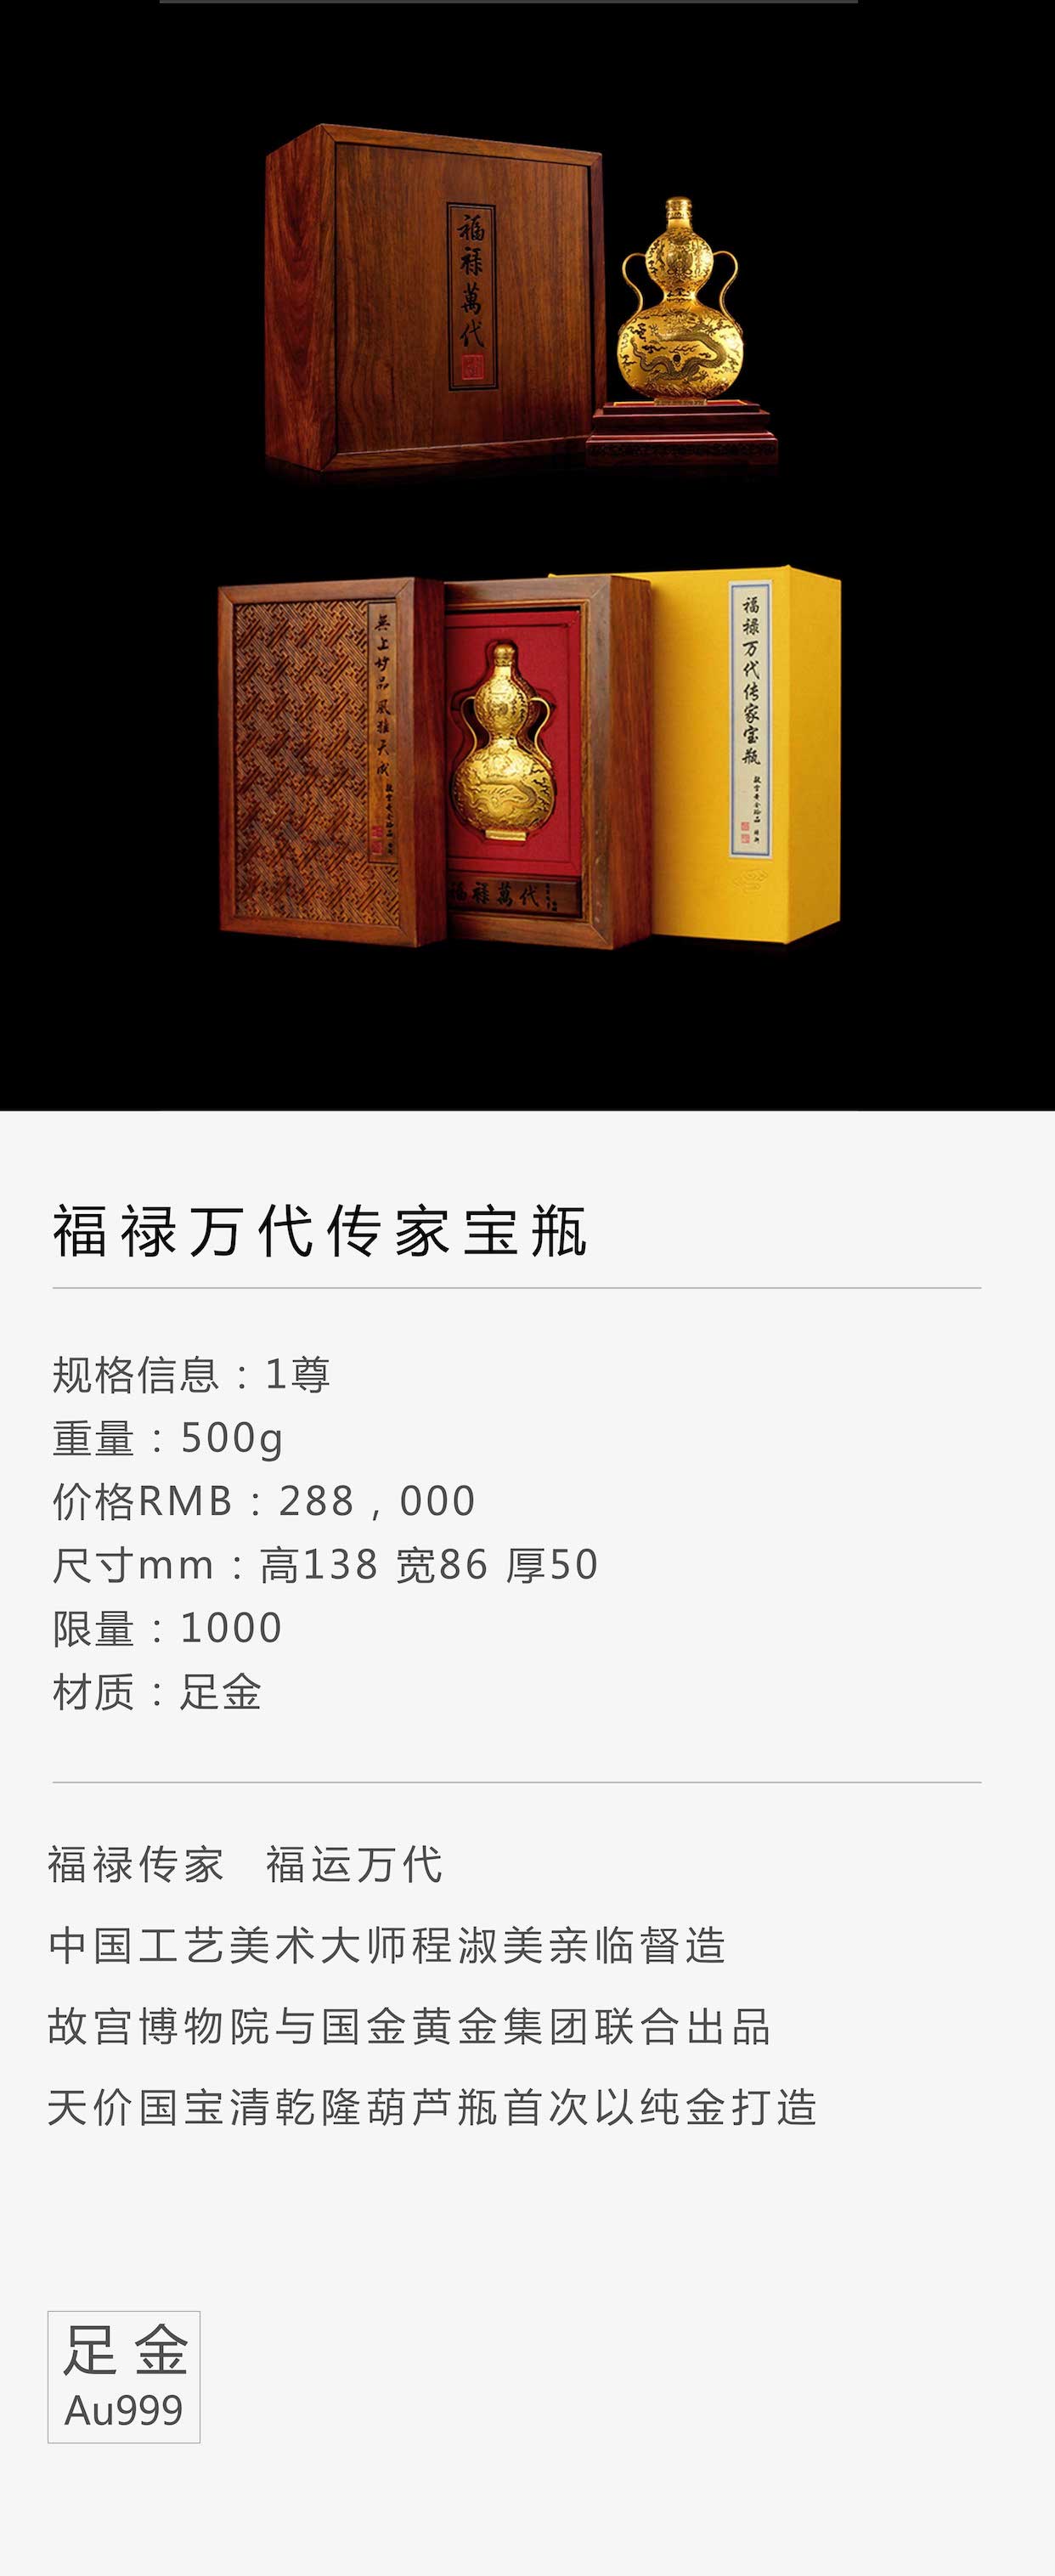 福禄萬代
無上妙品風雅天成
福禄萬代
福禄万代传家宝瓶
福禄万代传家宝瓶
规格信息：1尊
重量：500g
价格RMB：288，000
尺寸mm：高138 宽86 厚50
限量：1000
材质：足金
福禄传家 福运万代
中国工艺美术大师程淑美亲临督造
故宫博物院与国金黄金集团联合出品
天价国宝清乾隆葫芦瓶首次以纯金打造
足金
Au999